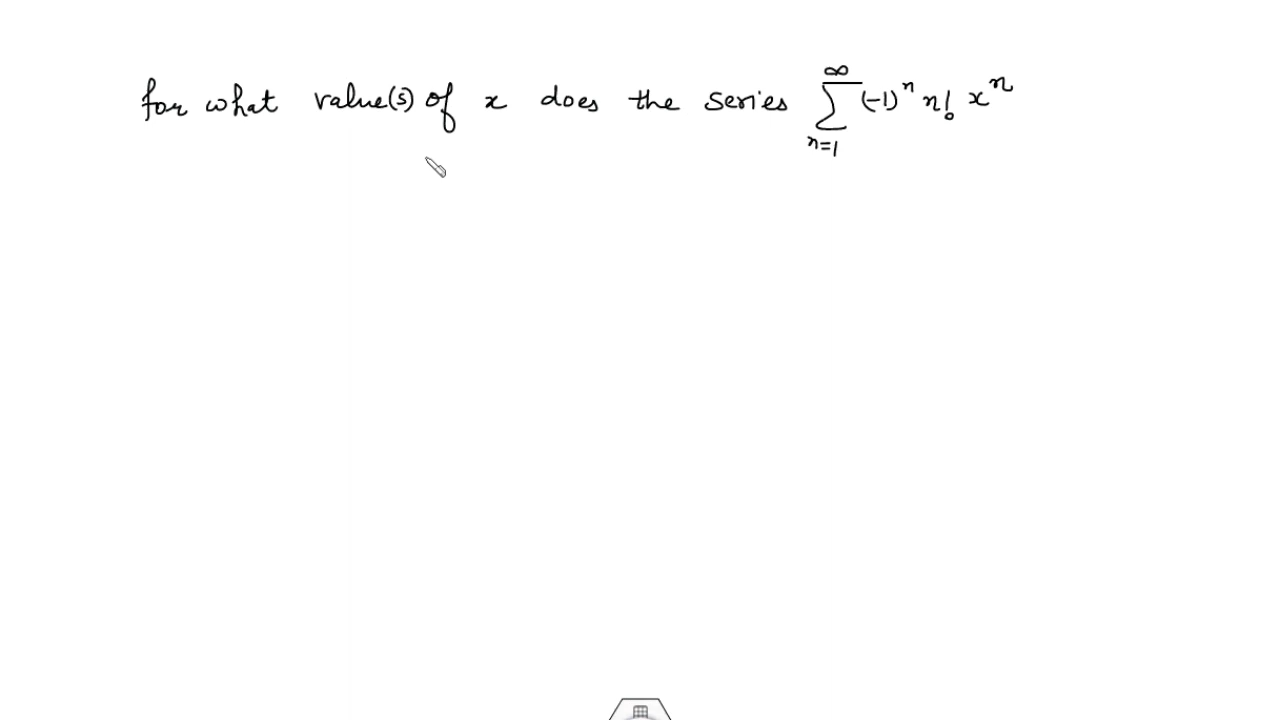 for what value(s) of x does the series ∑_{n=1}^{∞} (-1)^n n! x^n